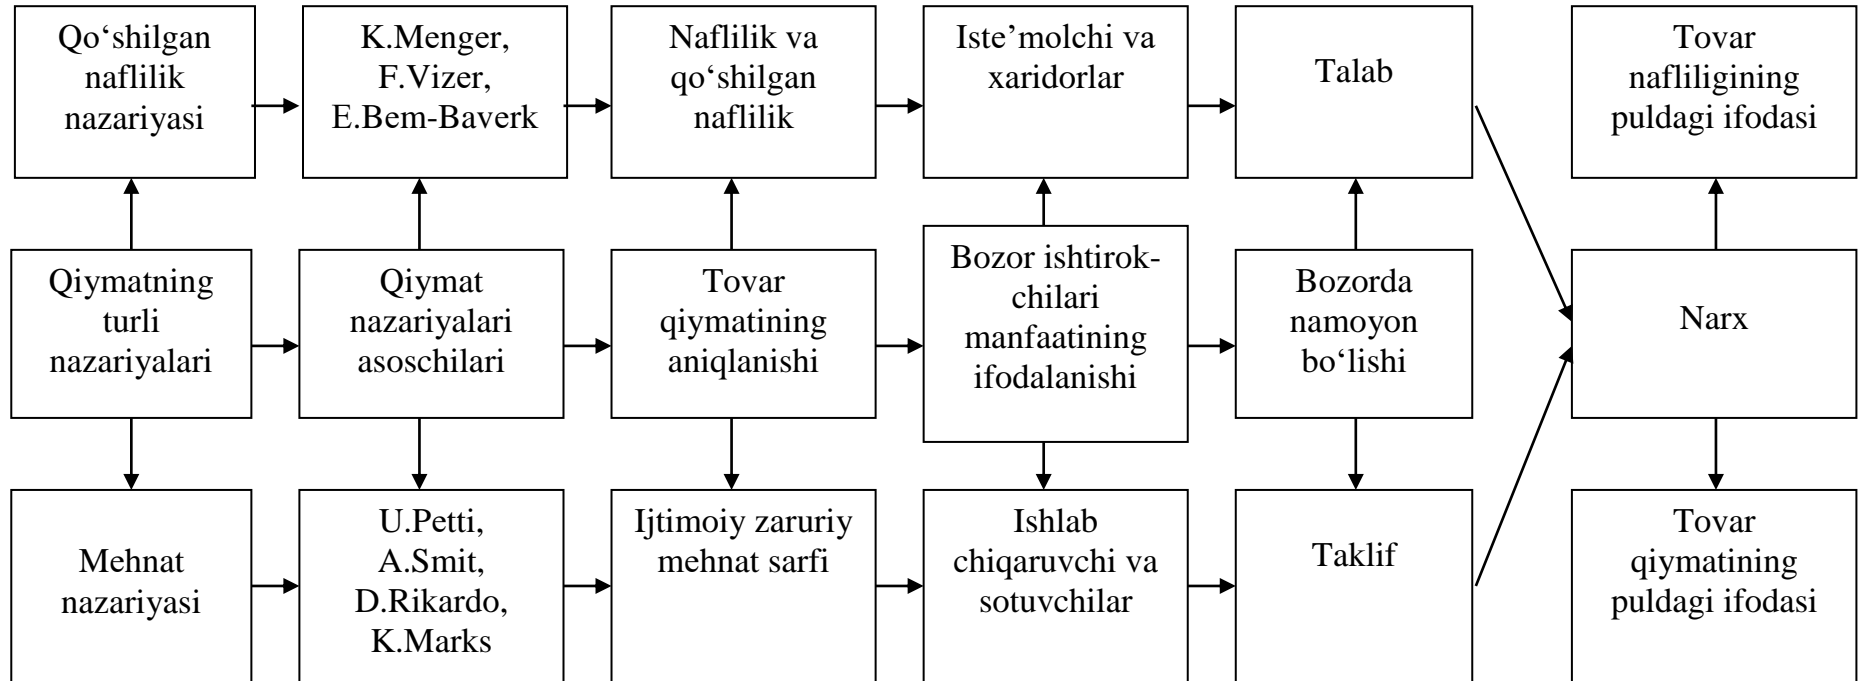 Qo‘shilgan
naflilik
nazariyasi
K.Menger,
F.Vizer,
E.Bem-Baverk
Naflilik va
qo‘shilgan
naflilik
Iste’molchi va
xaridorlar
Talab
Tovar
nafliligining
puldagi ifodasi
Qiymatning
turli
nazariyalari
Qiymat
nazariyalari
asoschilari
Tovar
qiymatining
aniqlanishi
Bozor ishtirok-
chilari
manfaatining
ifodalanishi
Bozorda
namoyon
bo‘lishi
Narx
Mehnat
nazariyasi
U.Petti,
A.Smit,
D.Rikardo,
K.Marks
Ijtimoiy zaruriy
mehnat sarfi
Ishlab
chiqaruvchi va
sotuvchilar
Taklif
Tovar
qiymatining
puldagi ifodasi